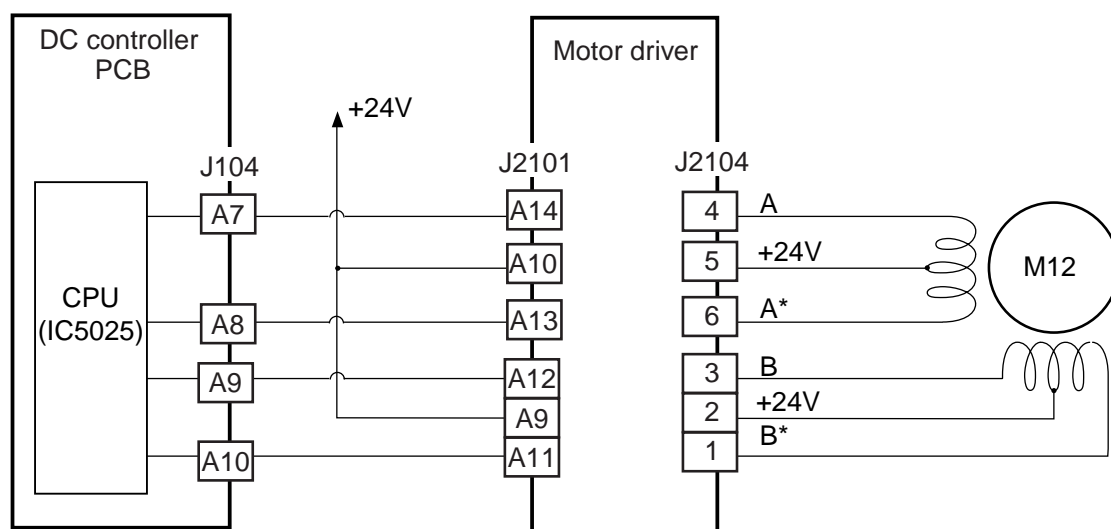 DC controller
PCB
Motor driver
+24V
J104
J2101
J2104
A7
A14
4
A
A10
5
+24V
M12
CPU
(IC5025)
A8
A13
6
A*
A9
A12
3
B
A9
2
+24V
A10
A11
1
B*